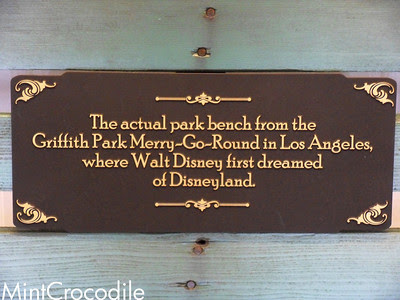 The actual park bench from the
Griffith Park Merry-Go-Round in Los Angeles,
where Walt Disney first dreamed
of Disneyland.
MintCrocodile